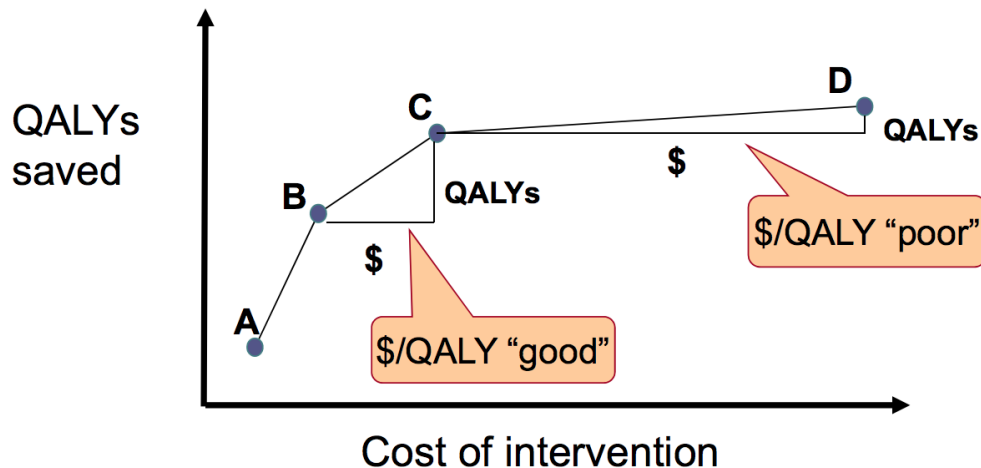 QALYs
saved
A
B
C
D
$
QALYs
$
QALYs
$/QALY “good”
$/QALY “poor”
Cost of intervention